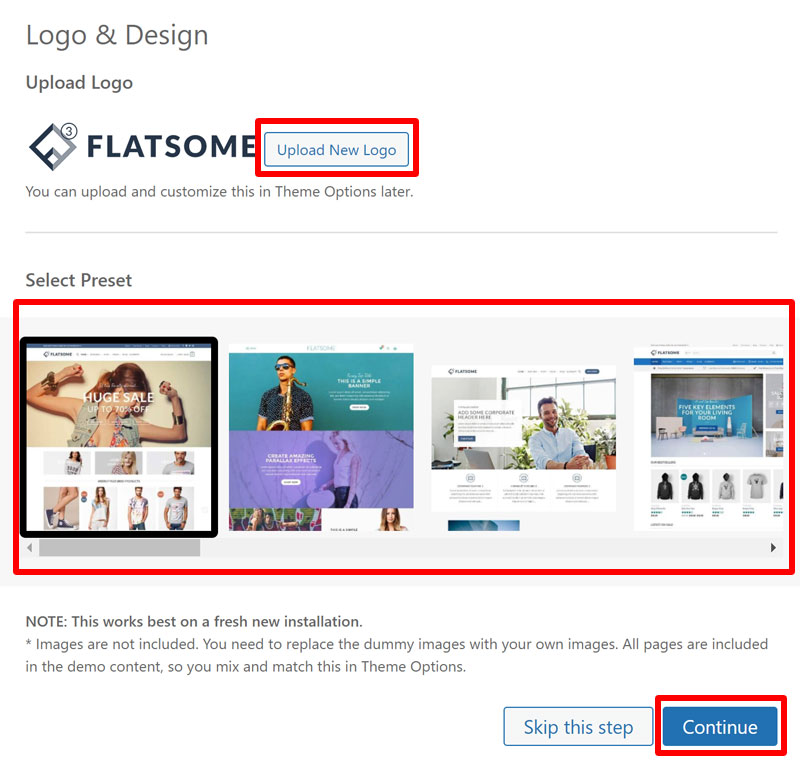 Logo & Design
Upload Logo
3
FLATSOME
Upload New Logo
You can upload and customize this in Theme Options later.
Select Preset
FLATSOME
HUGE SALE
UP TO 70% OFF
FLATSOME
THIS IS A SIMPLE
BANNER
CREATE AMAZING
PARALLAX EFFECTS
THIS IS A SIMPLE
FLATSOME
ADD SOME CORPORATE
HEADER HERE
FLATSOME
FIVE KEY ELEMENTS
FOR YOUR LIVING
ROOM
NOTE: This works best on a fresh new installation.
* Images are not included. You need to replace the dummy images with your own images. All pages are included
in the demo content, so you mix and match this in Theme Options.
Skip this step
Continue